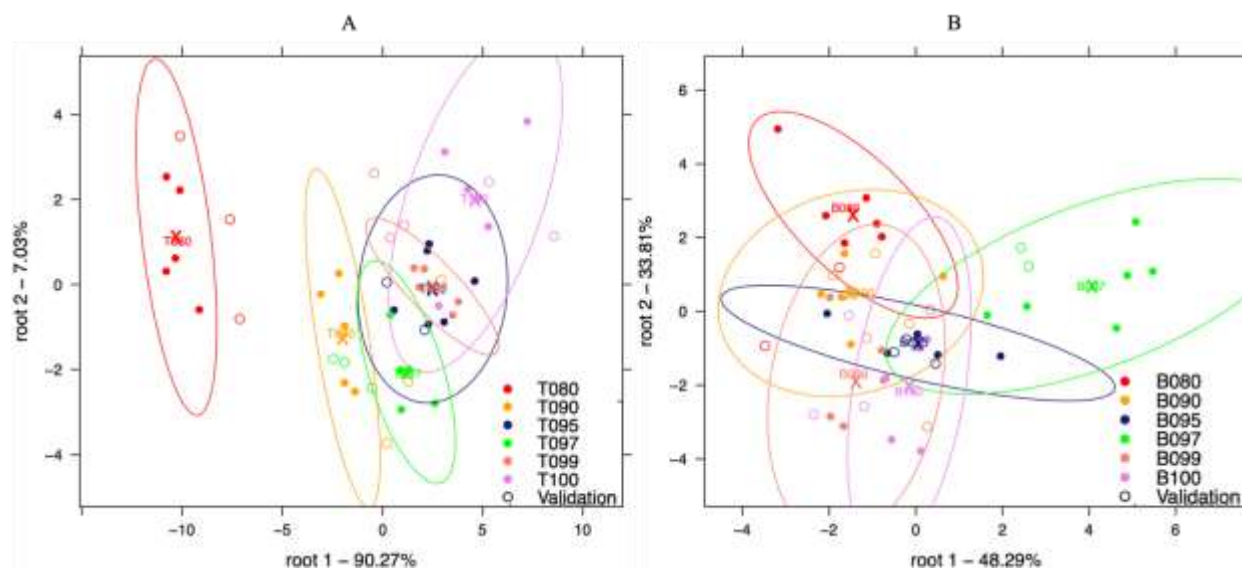 A
B
4
2
0
−2
−4
root 2 − 7.03%
T080
T080
T090
T095
T097
T099
T100
Validation
−10
−5
0
5
10
root 1 − 90.27%
6
4
2
0
−2
−4
root 2 − 33.81%
B080
B090
B095
B097
B099
B100
Validation
−4
−2
0
2
4
6
root 1 − 48.29%